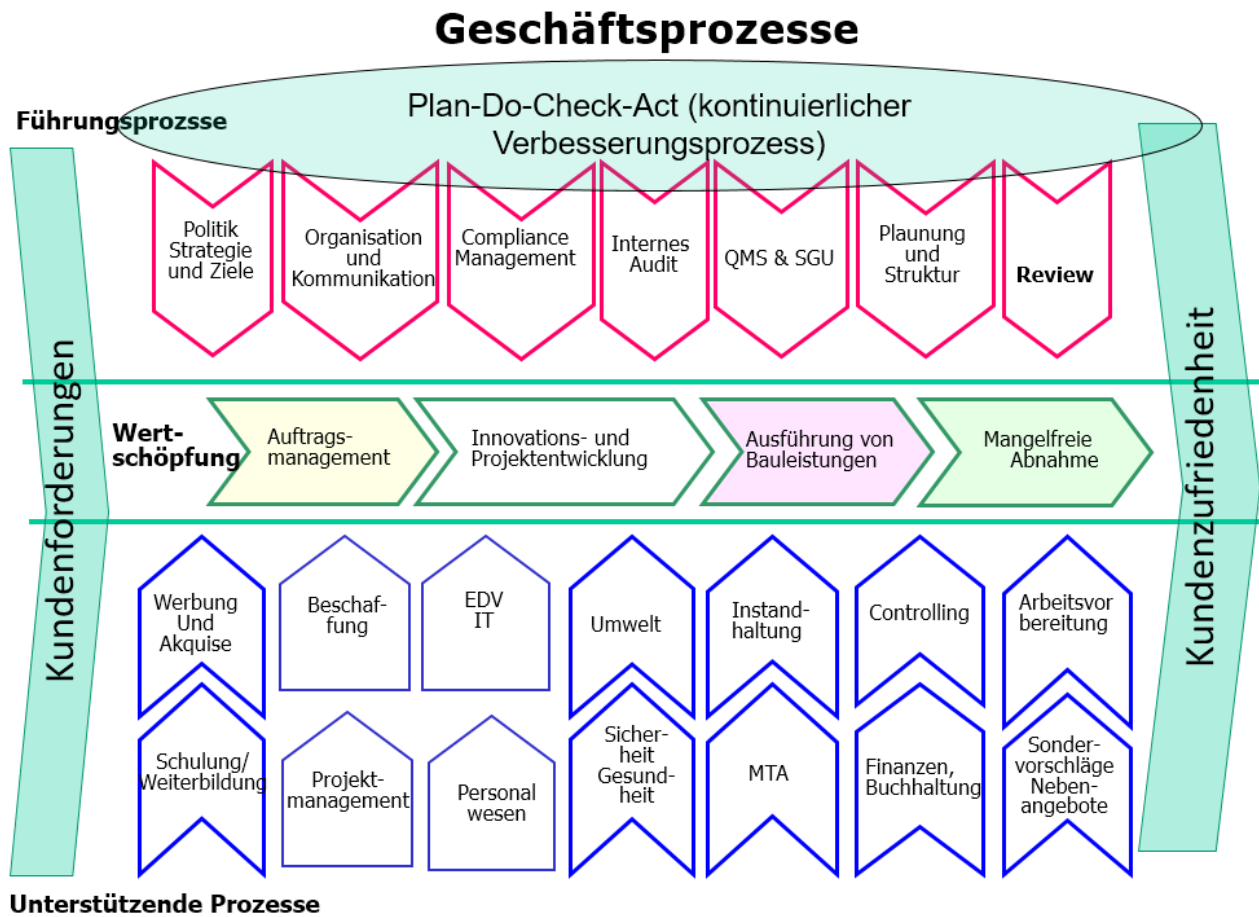 Geschäftsprozesse
Plan-Do-Check-Act (kontinuierlicher
Verbesserungsprozess)
Führungsprozsse
Kundenforderungen
Politik
Strategie
und Ziele
Organisation
und
Kommunikation
Compliance
Management
Internes
Audit
QMS & SGU
Plaunung
und
Struktur
Review
Kundenzufriedenheit
Wert-
schöpfung
Auftrags-
management
Innovations- und
Projektentwicklung
Ausführung von
Bauleistungen
Mangelfreie
Abnahme
Werbung
Und
Akquise
Beschaf-
fung
EDV
IT
Umwelt
Instand-
haltung
Controlling
Arbeitsvor
bereitung
Schulung/
Weiterbildung
Projekt-
management
Personal
wesen
Sicher-
heit
Gesund-
heit
MTA
Finanzen,
Buchhaltung
Sonder-
vorschläge
Neben-
angebote
Unterstützende Prozesse